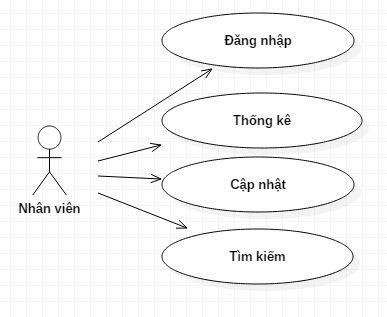 Đăng nhập
Thống kê
Cập nhật
Nhân viên
Tìm kiếm